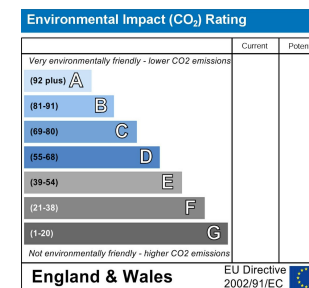 Environmental Impact (CO₂) Rating
Current Poten
Very environmentally friendly - lower CO2 emissions
(92 plus) A
(81-91) B
(69-80) C
(55-68) D
(39-54) E
(21-38) F
(1-20) G
Not environmentally friendly - higher CO2 emissions
England & Wales
EU Directive
2002/91/EC